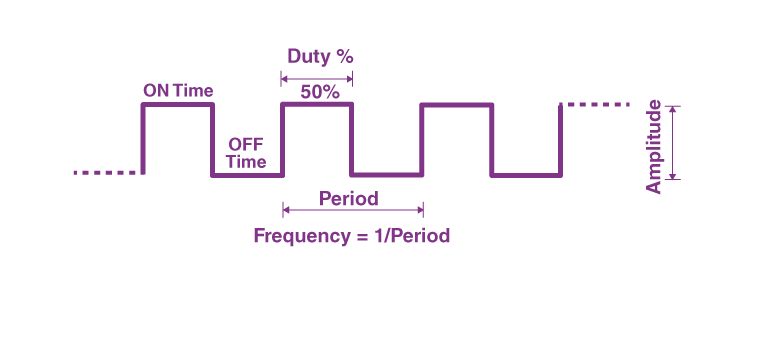 Duty %
ON Time
50%
OFF
Time
Amplitude
Period
Frequency = 1/Period